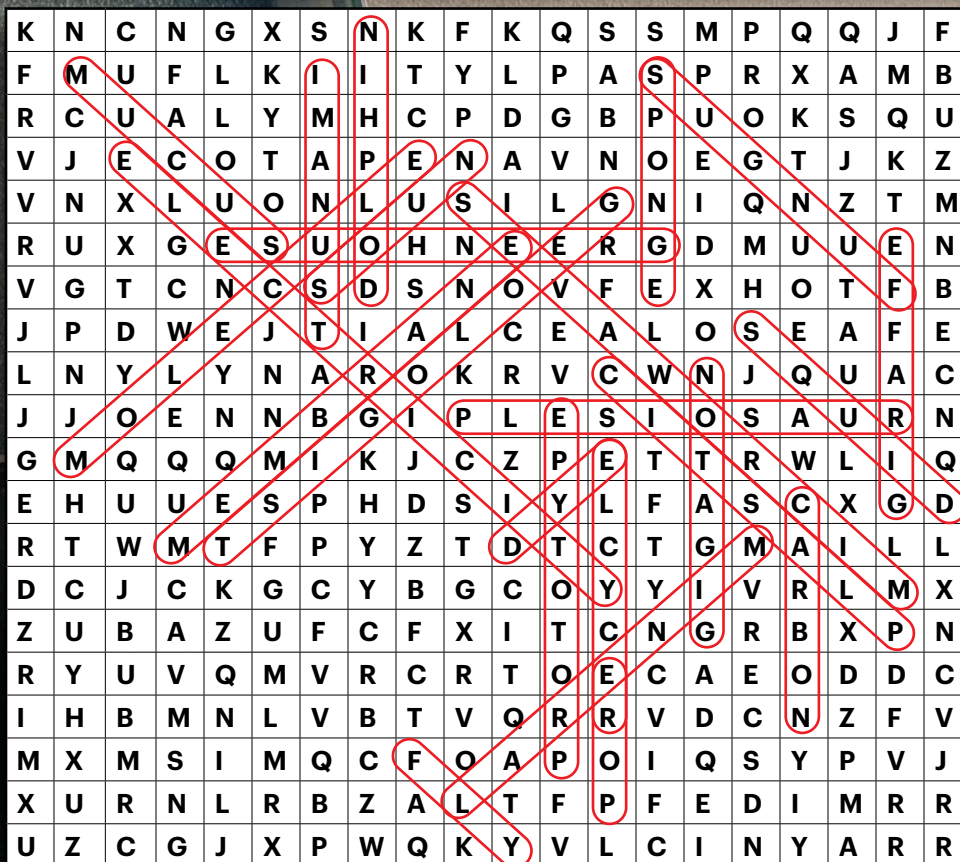 K N C N G X S N K F K Q S S M P Q Q J F
F M U F L K I I T Y L P A S P R X A M B
R C U A L Y M H C P D G B P U O K S Q U
V J E C O T A P E N A V N O E G T J K Z
V N X L U O N L U S I L G N I Q N Z T M
R U X G E S U O H N E E R G D M U U E N
V G T C N C S D S N O V F E X H O T F B
J P D W E J T I A L C E A L O S E A F E
L N Y L Y N A R O K R V C W N J Q U A C
J J O E N N B G I P L E S I O S A U R N
G M Q Q Q M I K J C Z P E T T R W L I Q
E H U U E S P H D S I Y L F A S C X G D
R T W M T F P Y Z T D T C T G M A I L L
D C J C K G C Y B G C O Y Y I V R L M X
Z U B A Z U F C F X I T C N G R B X P N
R Y U V Q M V R C R T O E C A E O D D C
I H B M N L V B T V Q R R V D C N Z F V
M X M S I M Q C F O A P O I Q S Y P V J
X U R N L R B Z A L T F P F E D I M R R
U Z C G J X P W Q K Y V L C I N Y A R R